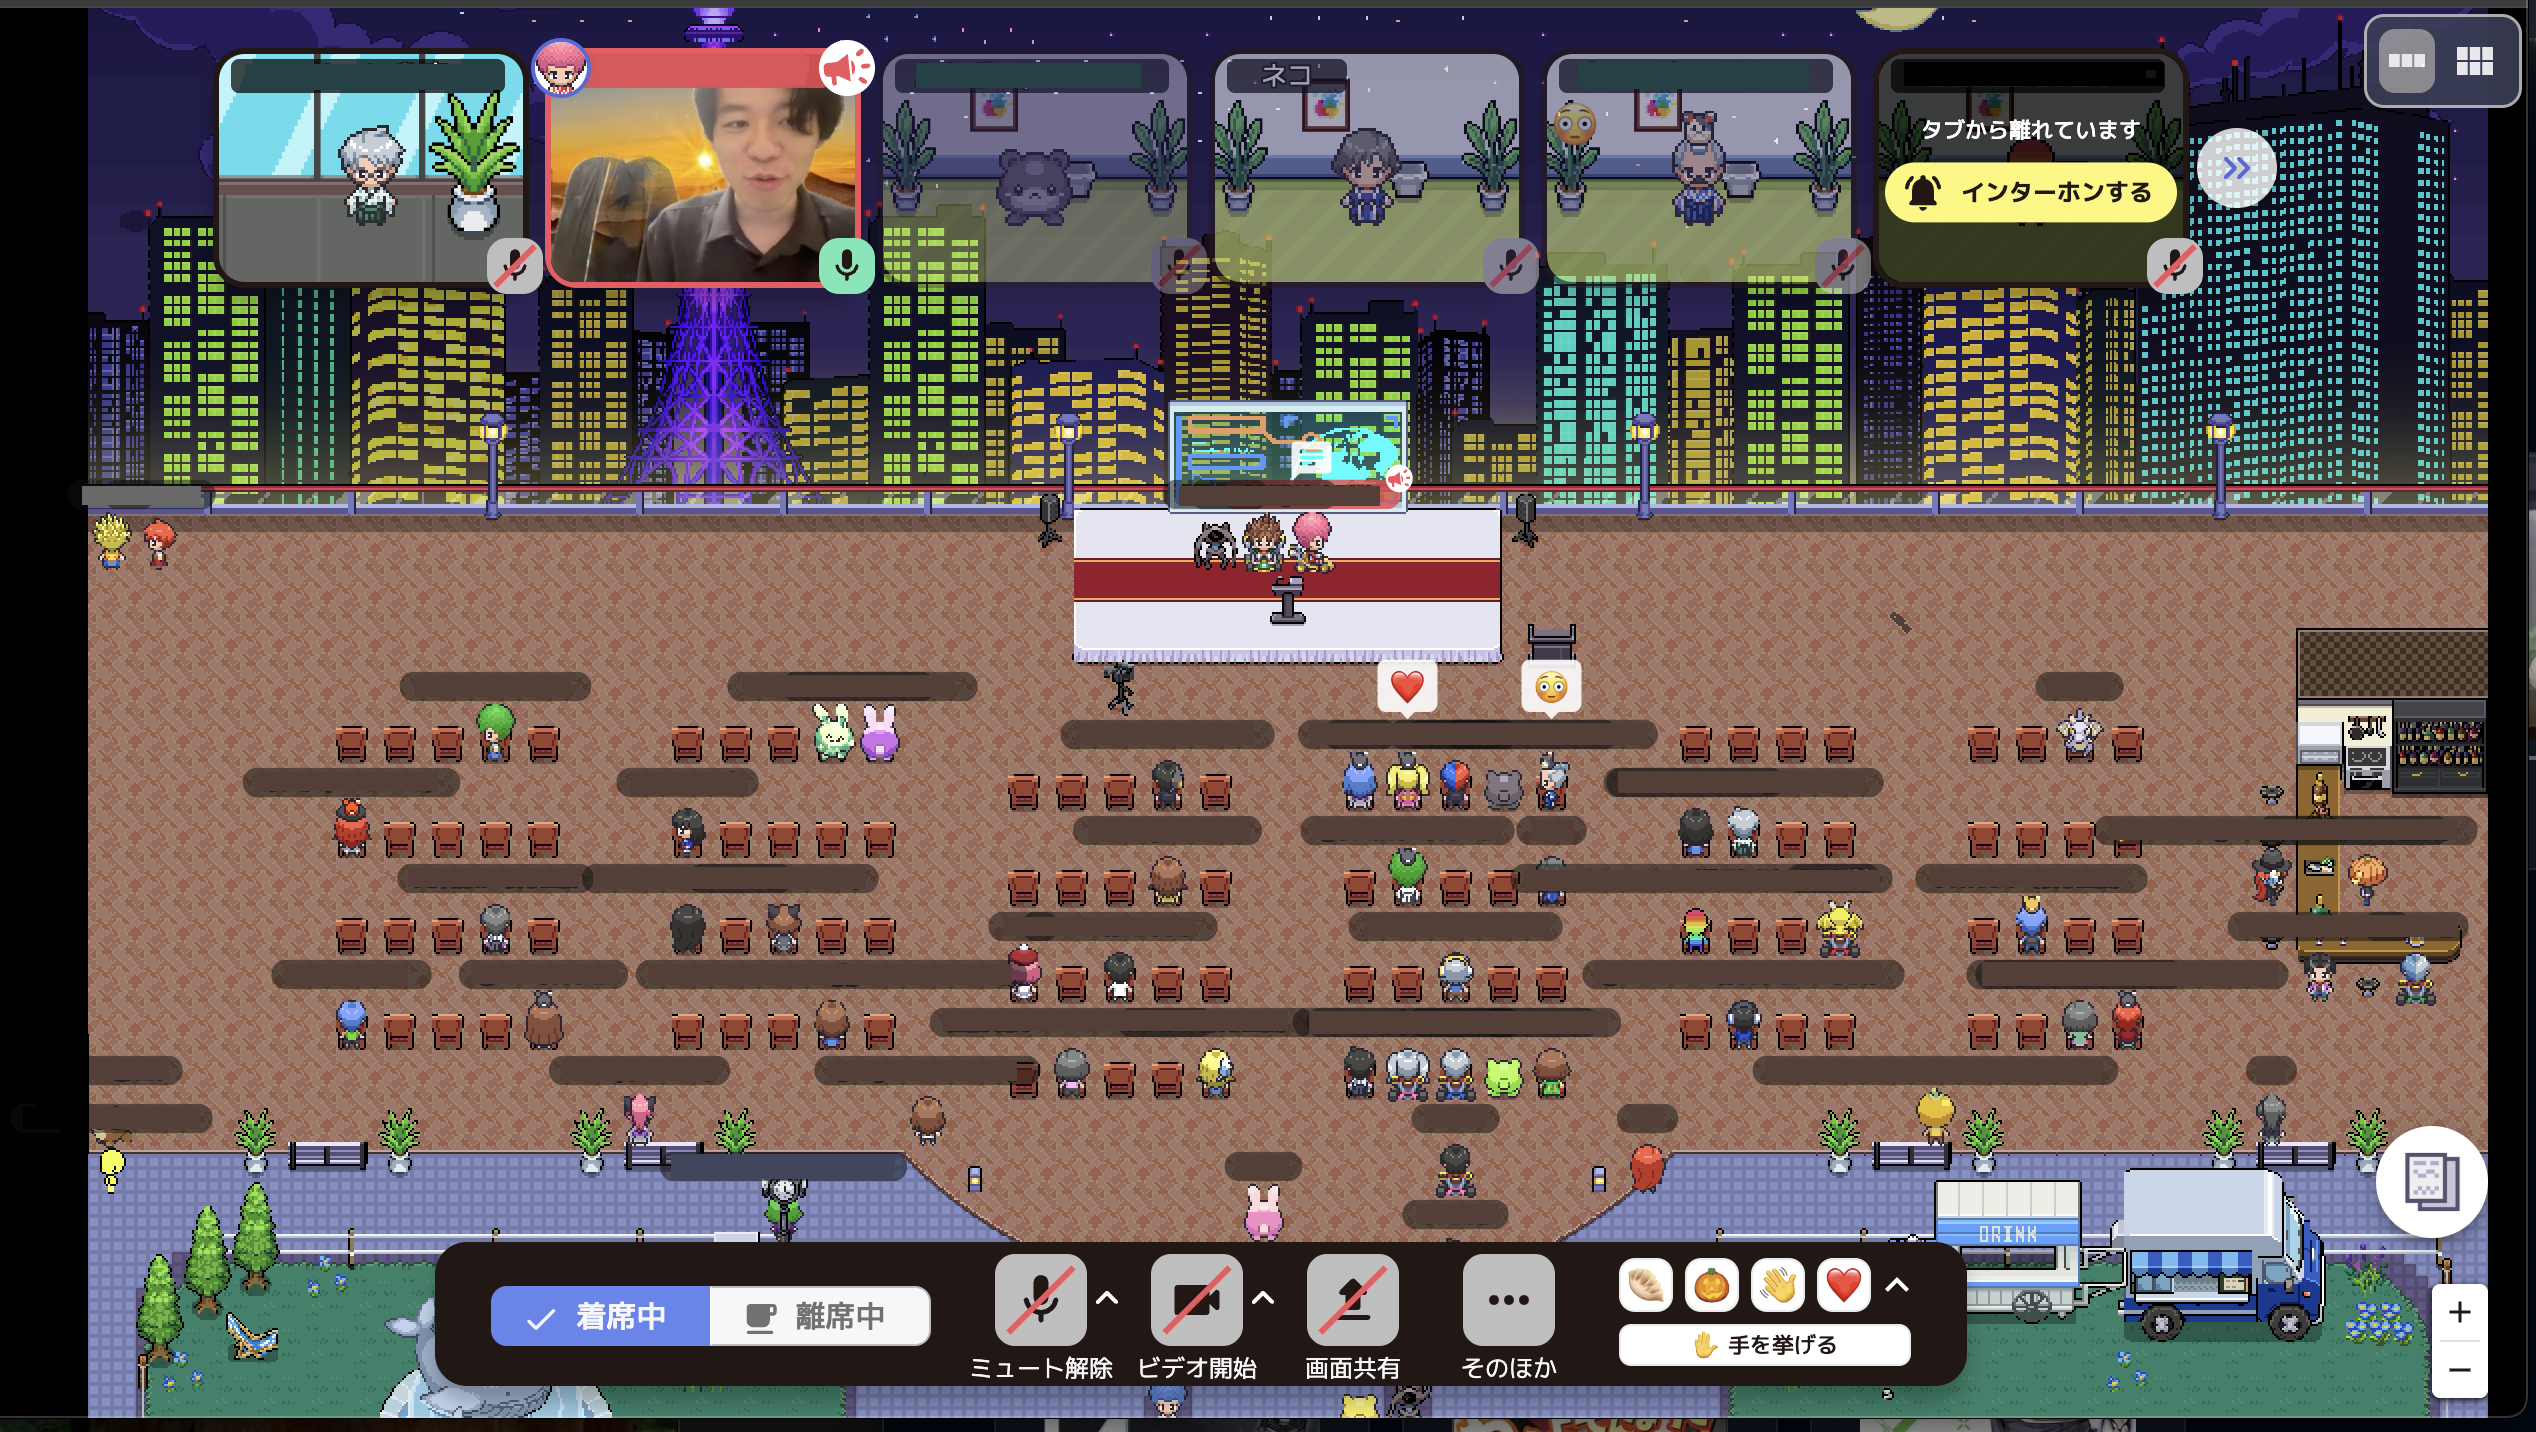 ネコ
タブから離れています
インターホンする
DRINK
着席中
離席中
ミュート解除
ビデオ開始
画面共有
そのほか
手を挙げる